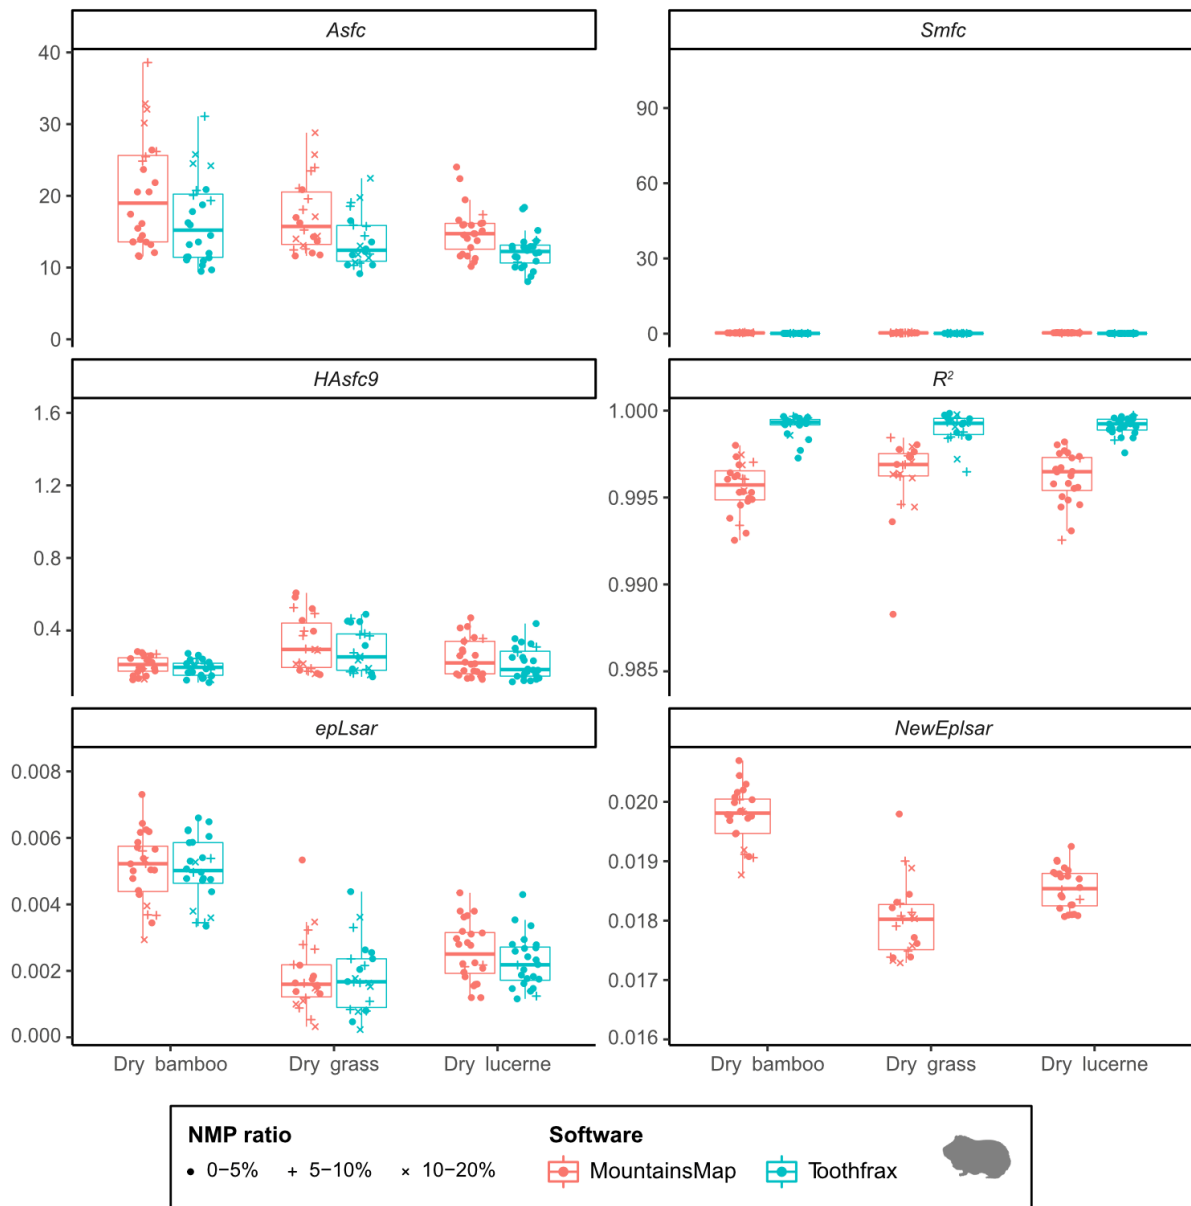 Asfc
Smfc
40
30
20
10
0
90
60
30
0
HAsfc9
R²
1.6
1.2
0.8
0.4
1.000
0.995
0.990
0.985
epLsar
NewEplsar
0.008
0.006
0.004
0.002
0.000
0.020
0.019
0.018
0.017
0.016
Dry bamboo Dry grass Dry lucerne
Dry bamboo Dry grass Dry lucerne
NMP ratio
0−5% 5−10% 10−20%
Software
MountainsMap Toothfrax